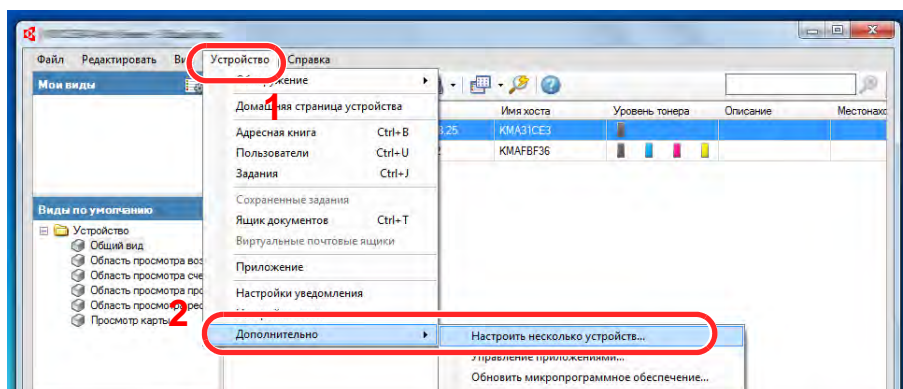 Файл Редактировать Устройство Справка
Мои виды
1
Домашняя страница устройства
Имя хоста Уровень тонера Описание
Адресная книга Ctrl+B
KMA31CE3
Пользователи Ctrl+U
KMAFBF36
Задания Ctrl+J
Сохраненные задания
Виды по умолчанию
Ящик документов Ctrl+T
Устройство
Виртуальные почтовые ящики
Общий вид
Область просмотра
Приложение
Область просмотра
Область просмотра
Настройки уведомления
Область
Просмотр карты
2
Дополнительно
Настроить несколько устройств...
Управление приложениями...
Обновить микропрограммное обеспечение...